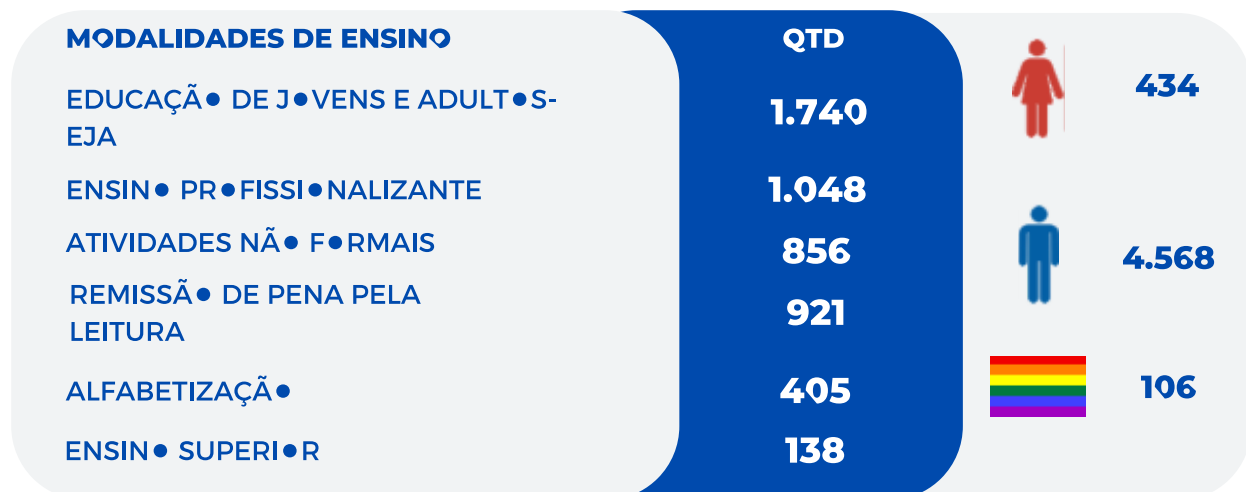 MODALIDADES DE ENSINO
QTD
EDUCAÇÃ● DE J●VENS E ADULT●S-
EJA
1.740
ENSIN● PR●FISSI●NALIZANTE
1.048
ATIVIDADES NÃ● F●RMAIS
856
REMISSÃ● DE PENA PELA
LEITURA
921
ALFABETIZAÇÃ●
405
ENSIN● SUPERI●R
138
434
4.568
106